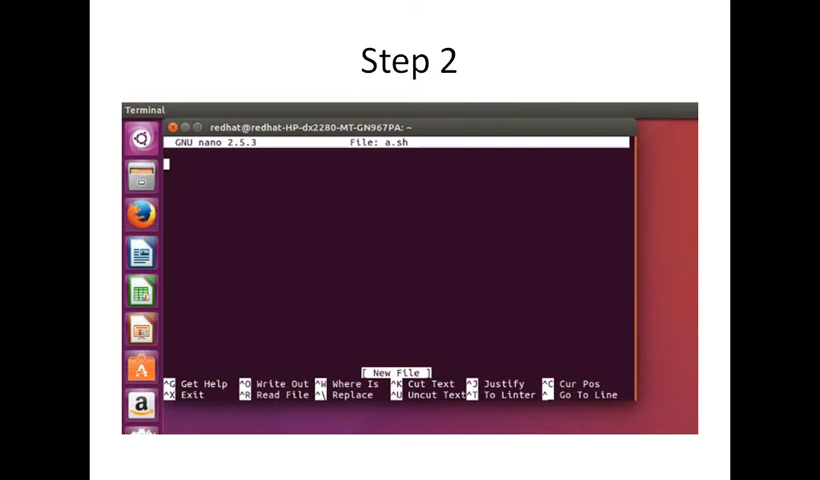 Step 2
Terminal
redhat@redhat-HP-dx2280-MT-GN967PA: ~
GNU nano 2.5.3 File: a.sh
[ New File ]
^G Get Help ^O Write Out ^W Where Is ^K Cut Text ^J Justify ^C Cur Pos
^X Exit ^R Read File ^\ Replace ^U Uncut Text ^T To Linter ^_ Go To Line